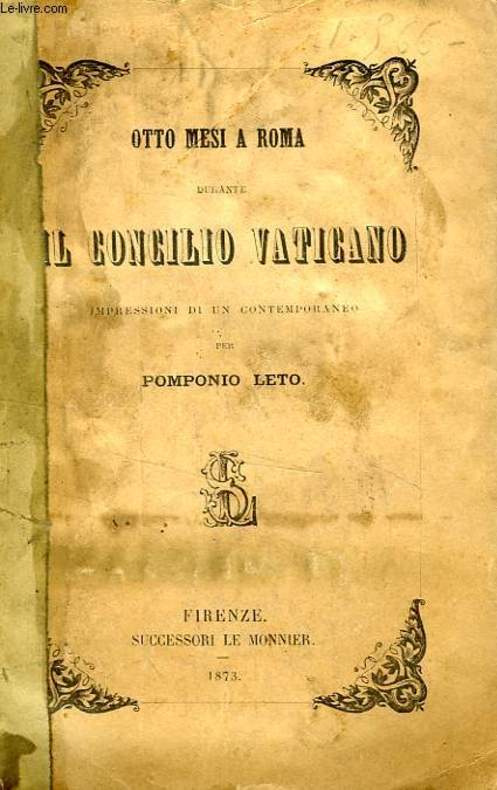 Le-livre.com
OTTO MESI A ROMA
DURANTE
IL CONCILIO VATICANO
IMPRESSIONI DI UN CONTEMPORANEO
PER
POMPONIO LETO.
FIRENZE.
SUCCESSORI LE MONNIER.
1873.